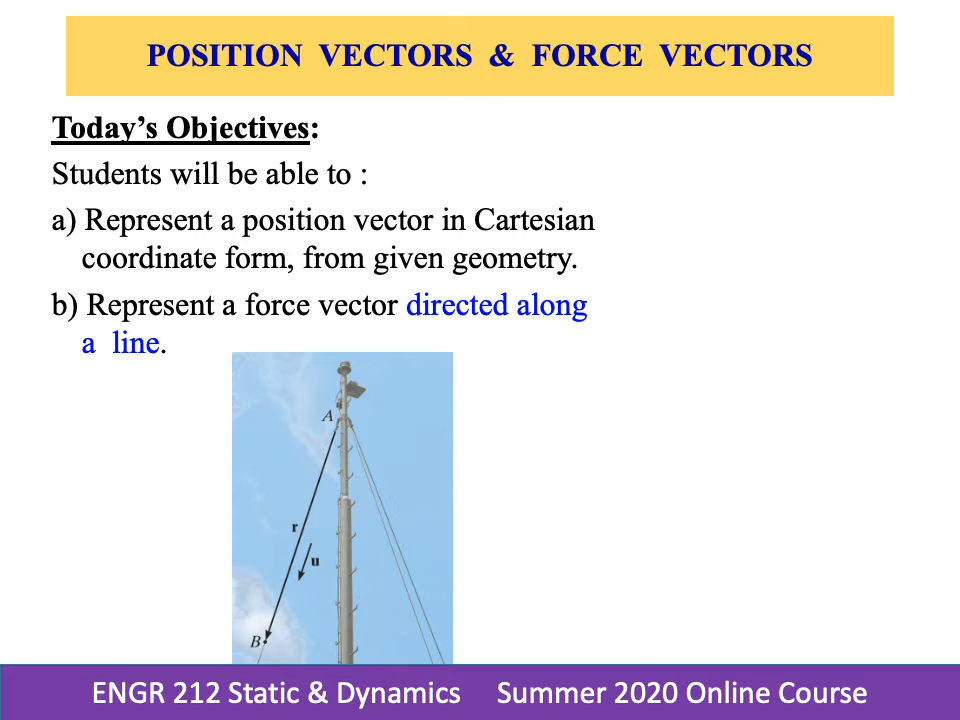 POSITION VECTORS & FORCE VECTORS
Today’s Objectives:
Students will be able to :
a) Represent a position vector in Cartesian
coordinate form, from given geometry.
b) Represent a force vector directed along
a line.
A
r
u
B
ENGR 212 Static & Dynamics Summer 2020 Online Course